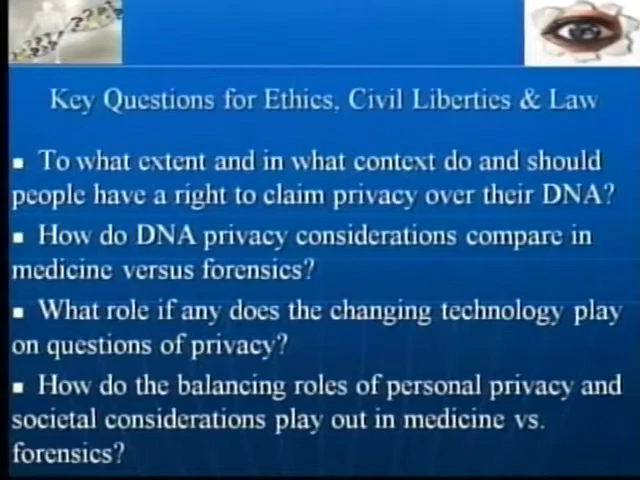 Key Questions for Ethics, Civil Liberties & Law
▪ To what extent and in what context do and should
people have a right to claim privacy over their DNA?
▪ How do DNA privacy considerations compare in
medicine versus forensics?
▪ What role if any does the changing technology play
on questions of privacy?
▪ How do the balancing roles of personal privacy and
societal considerations play out in medicine vs.
forensics?